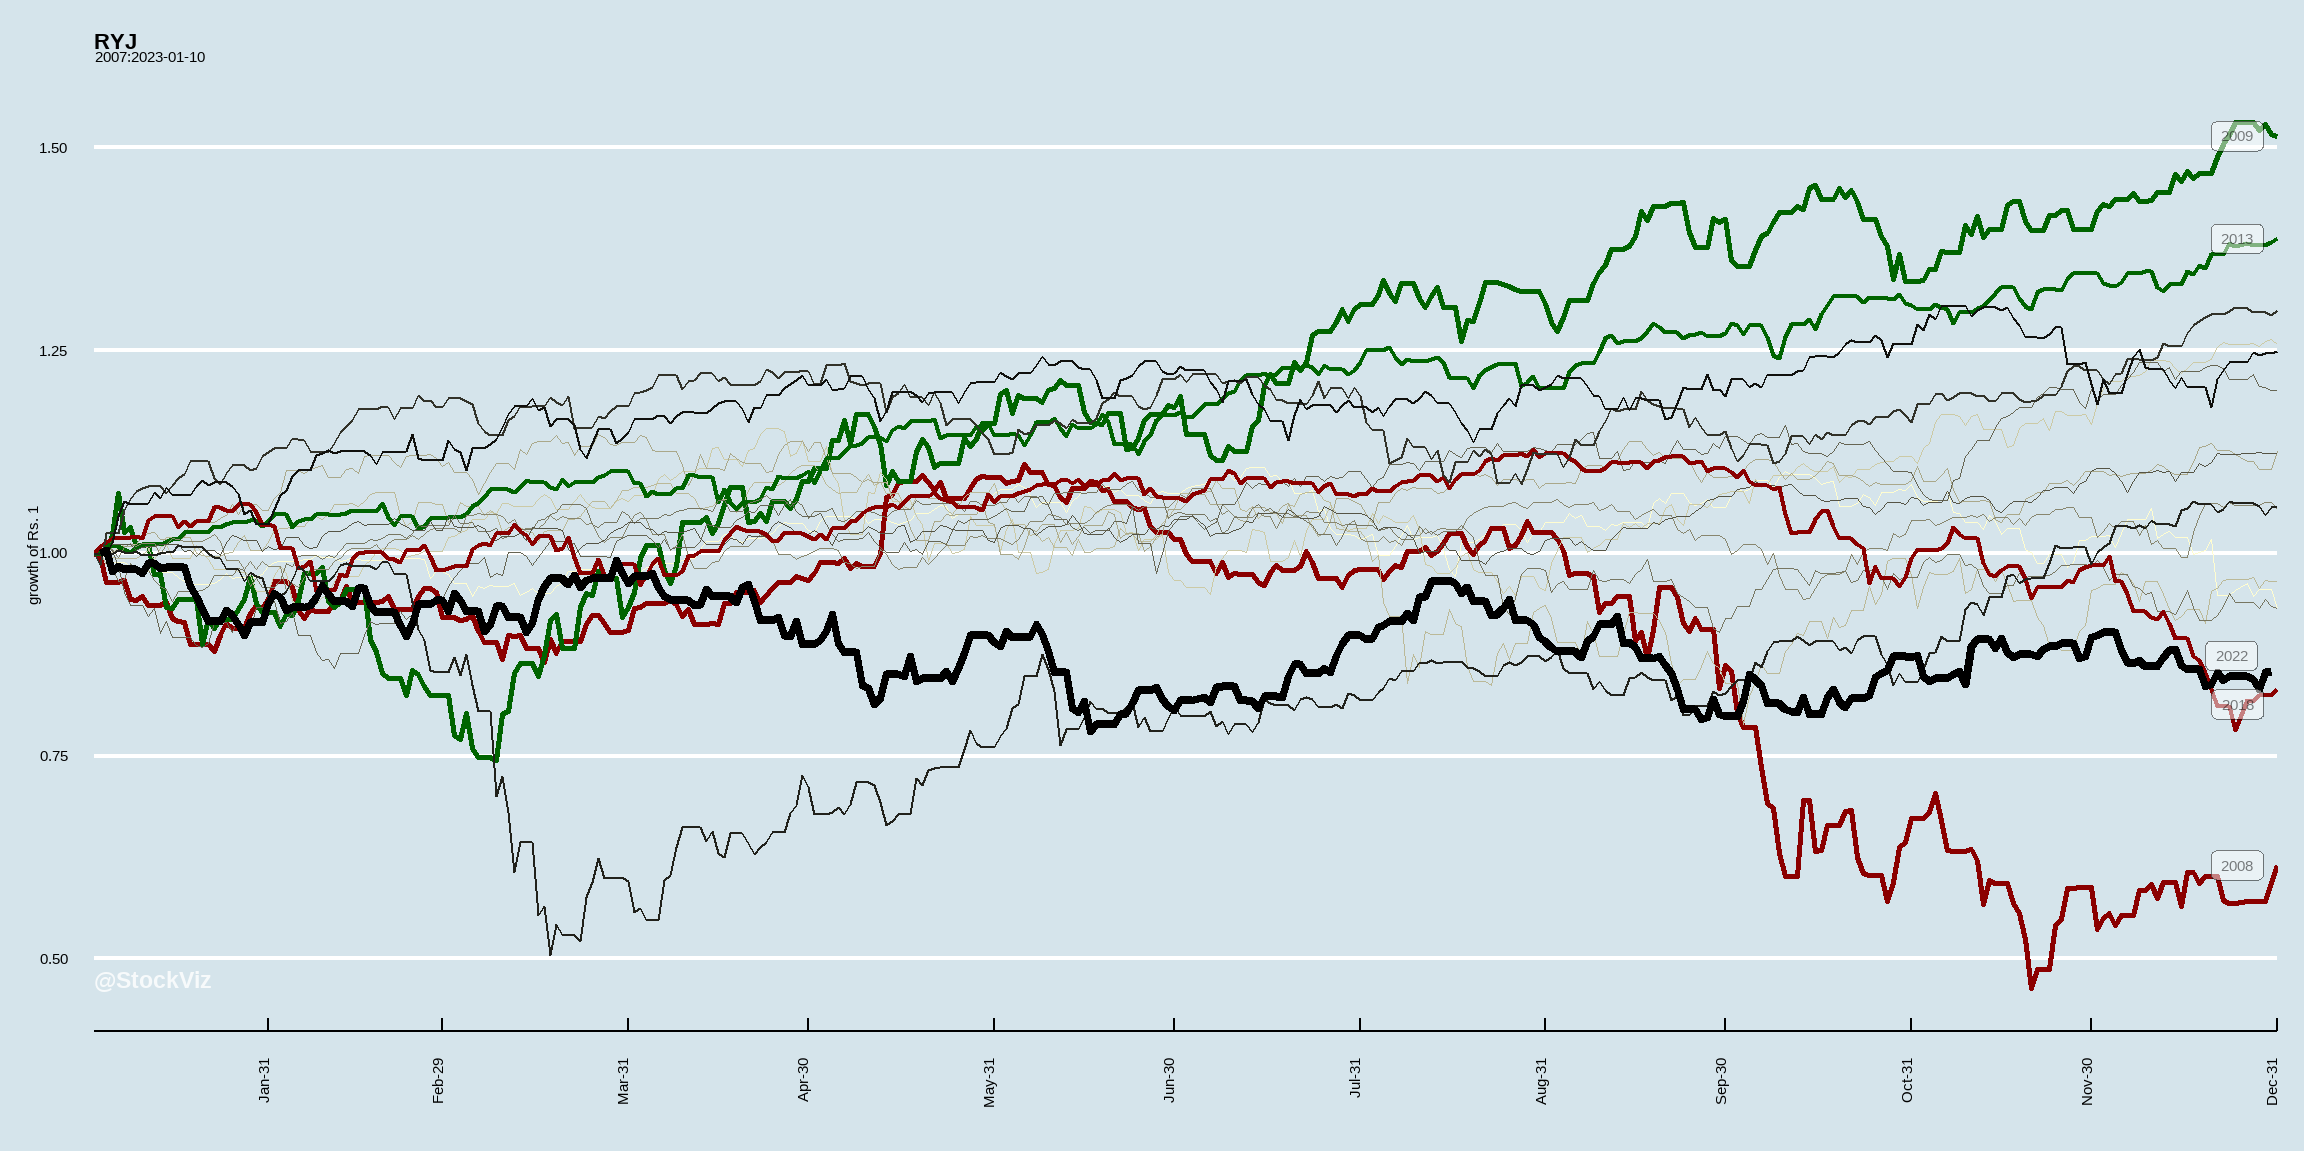 RYJ
2007:2023-01-10
growth of Rs. 1
1.50
1.25
1.00
0.75
0.50
2009
2013
2022
2018
2008
@StockViz
Jan-31
Feb-29
Mar-31
Apr-30
May-31
Jun-30
Jul-31
Aug-31
Sep-30
Oct-31
Nov-30
Dec-31